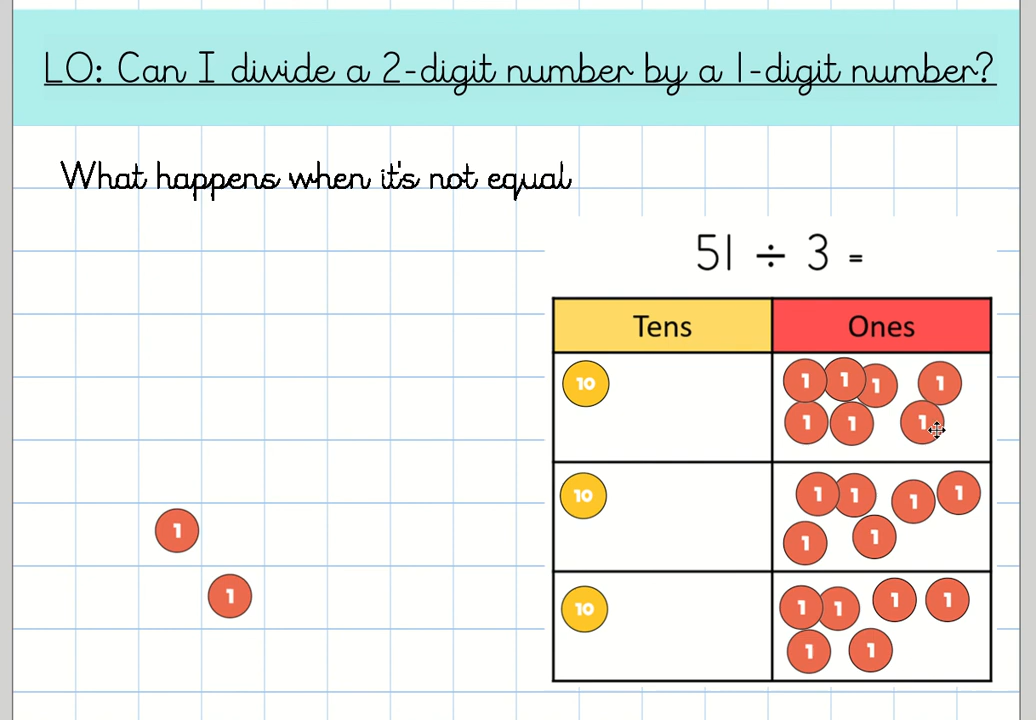 LO: Can I divide a 2-digit number by a 1-digit number?
What happens when it's not equal
51 ÷ 3 =
Tens Ones
10 1 1 1 1
1 1 1
10 1 1 1 1
1 1
10 1 1 1 1
1 1
1
1